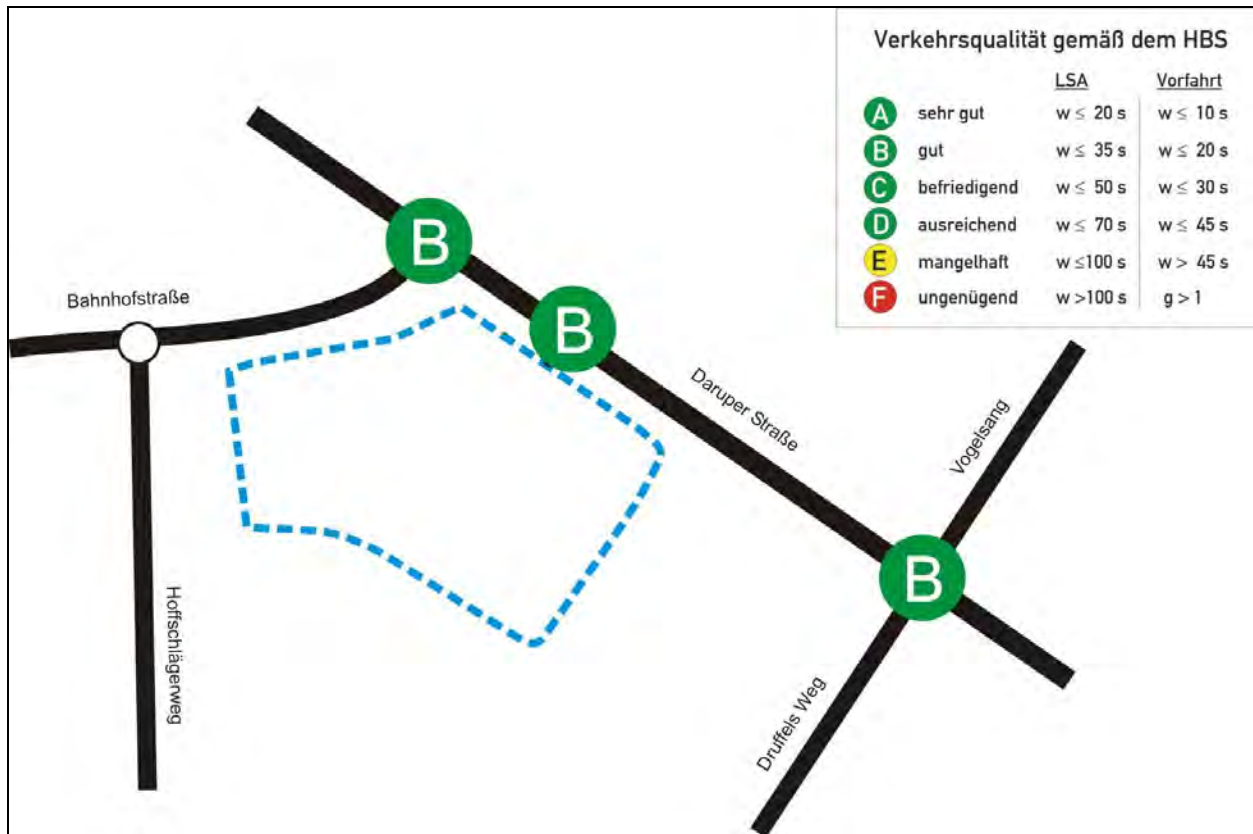 Verkehrsqualität gemäß dem HBS
LSA Vorfahrt
A sehr gut w ≤ 20 s w ≤ 10 s
B gut w ≤ 35 s w ≤ 20 s
C befriedigend w ≤ 50 s w ≤ 30 s
D ausreichend w ≤ 70 s w ≤ 45 s
E mangelhaft w ≤100 s w > 45 s
F ungenügend w >100 s g > 1
B
Bahnhofstraße
B
Daruper Straße
Vogelsang
B
Hoffschlägerweg
Druffels Weg